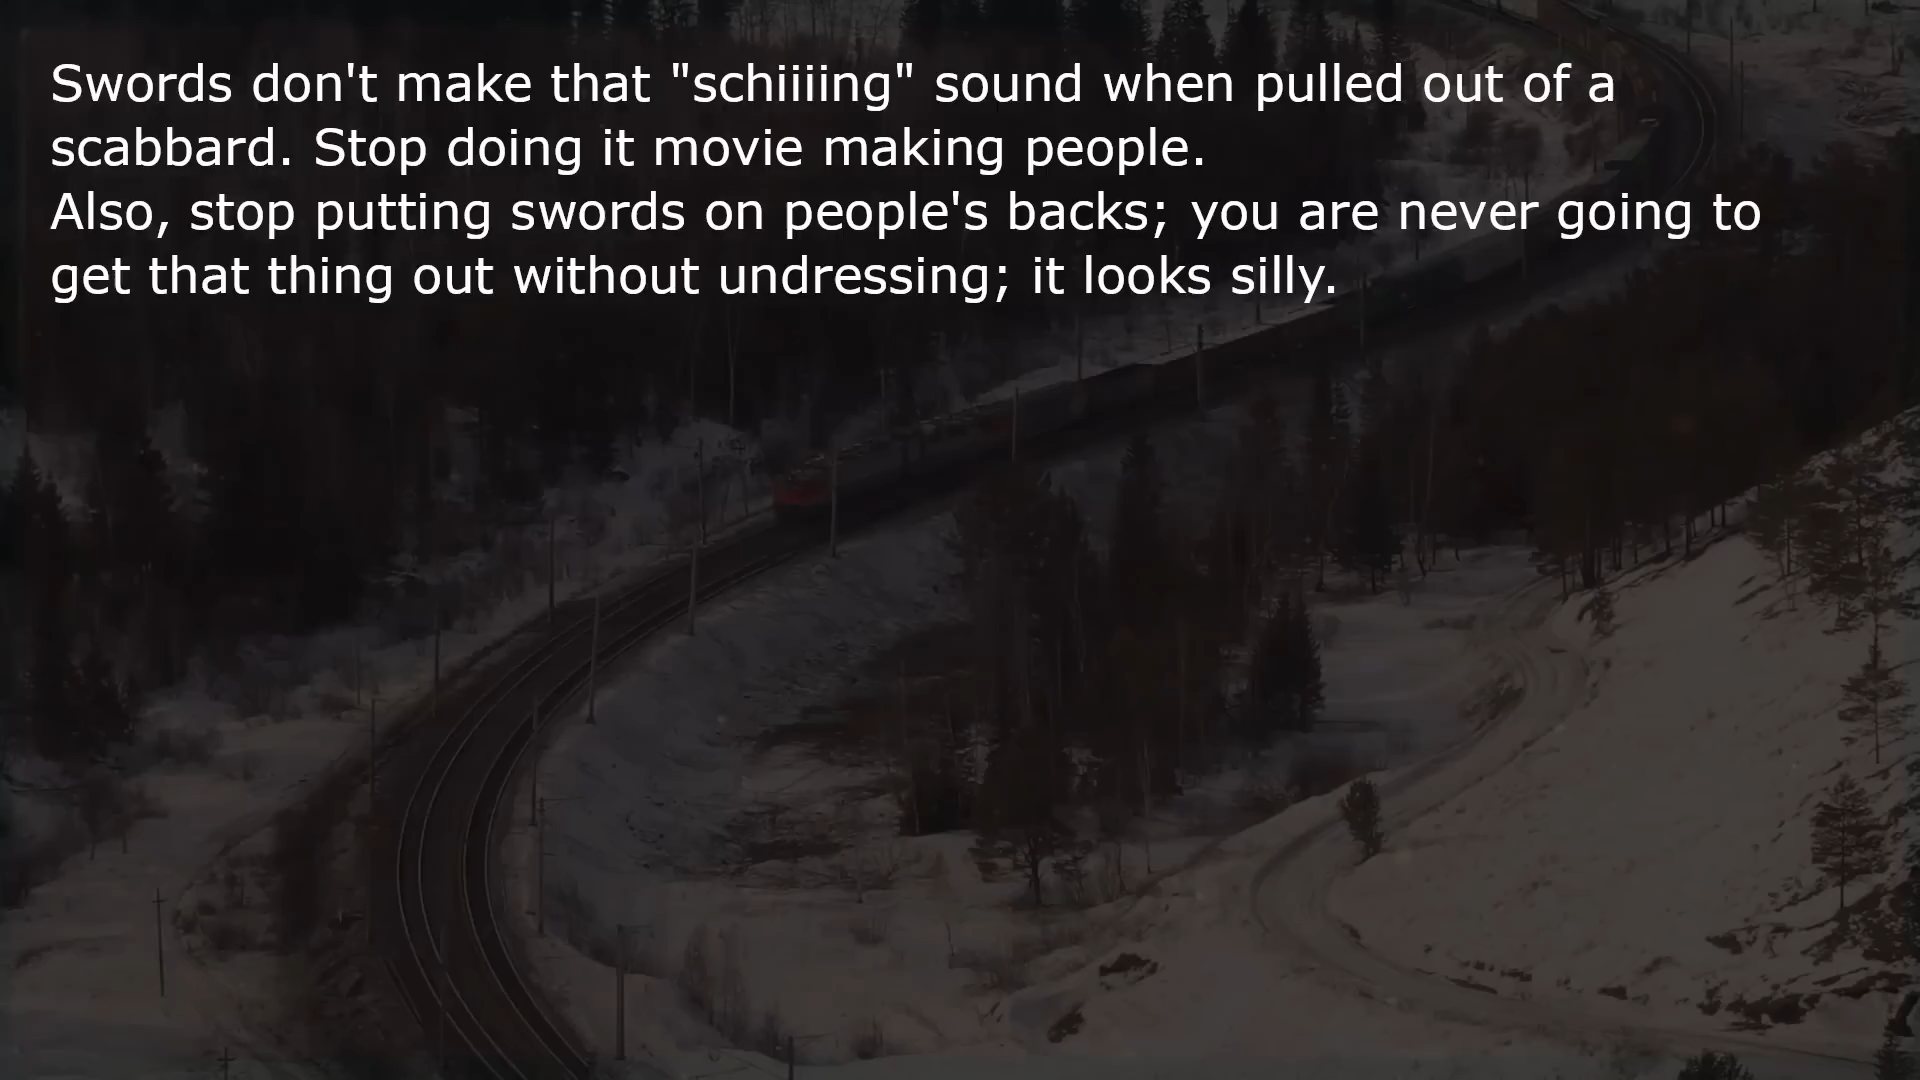 Swords don't make that "schiiiing" sound when pulled out of a
scabbard. Stop doing it movie making people.
Also, stop putting swords on people's backs; you are never going to
get that thing out without undressing; it looks silly.